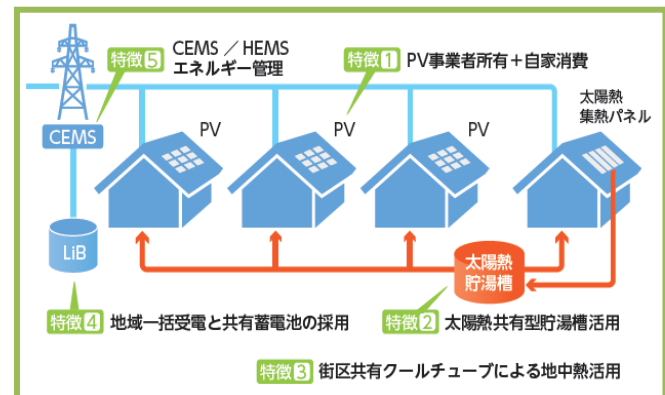 特徴5 CEMS ／ HEMS
エネルギー管理
特徴1 PV事業者所有＋自家消費
太陽熱
集熱パネル
PV
PV
PV
CEMS
LiB
太陽熱
貯湯槽
特徴4 地域一括受電と共有蓄電池の採用
特徴2 太陽熱共有型貯湯槽活用
特徴3 街区共有クールチューブによる地中熱活用